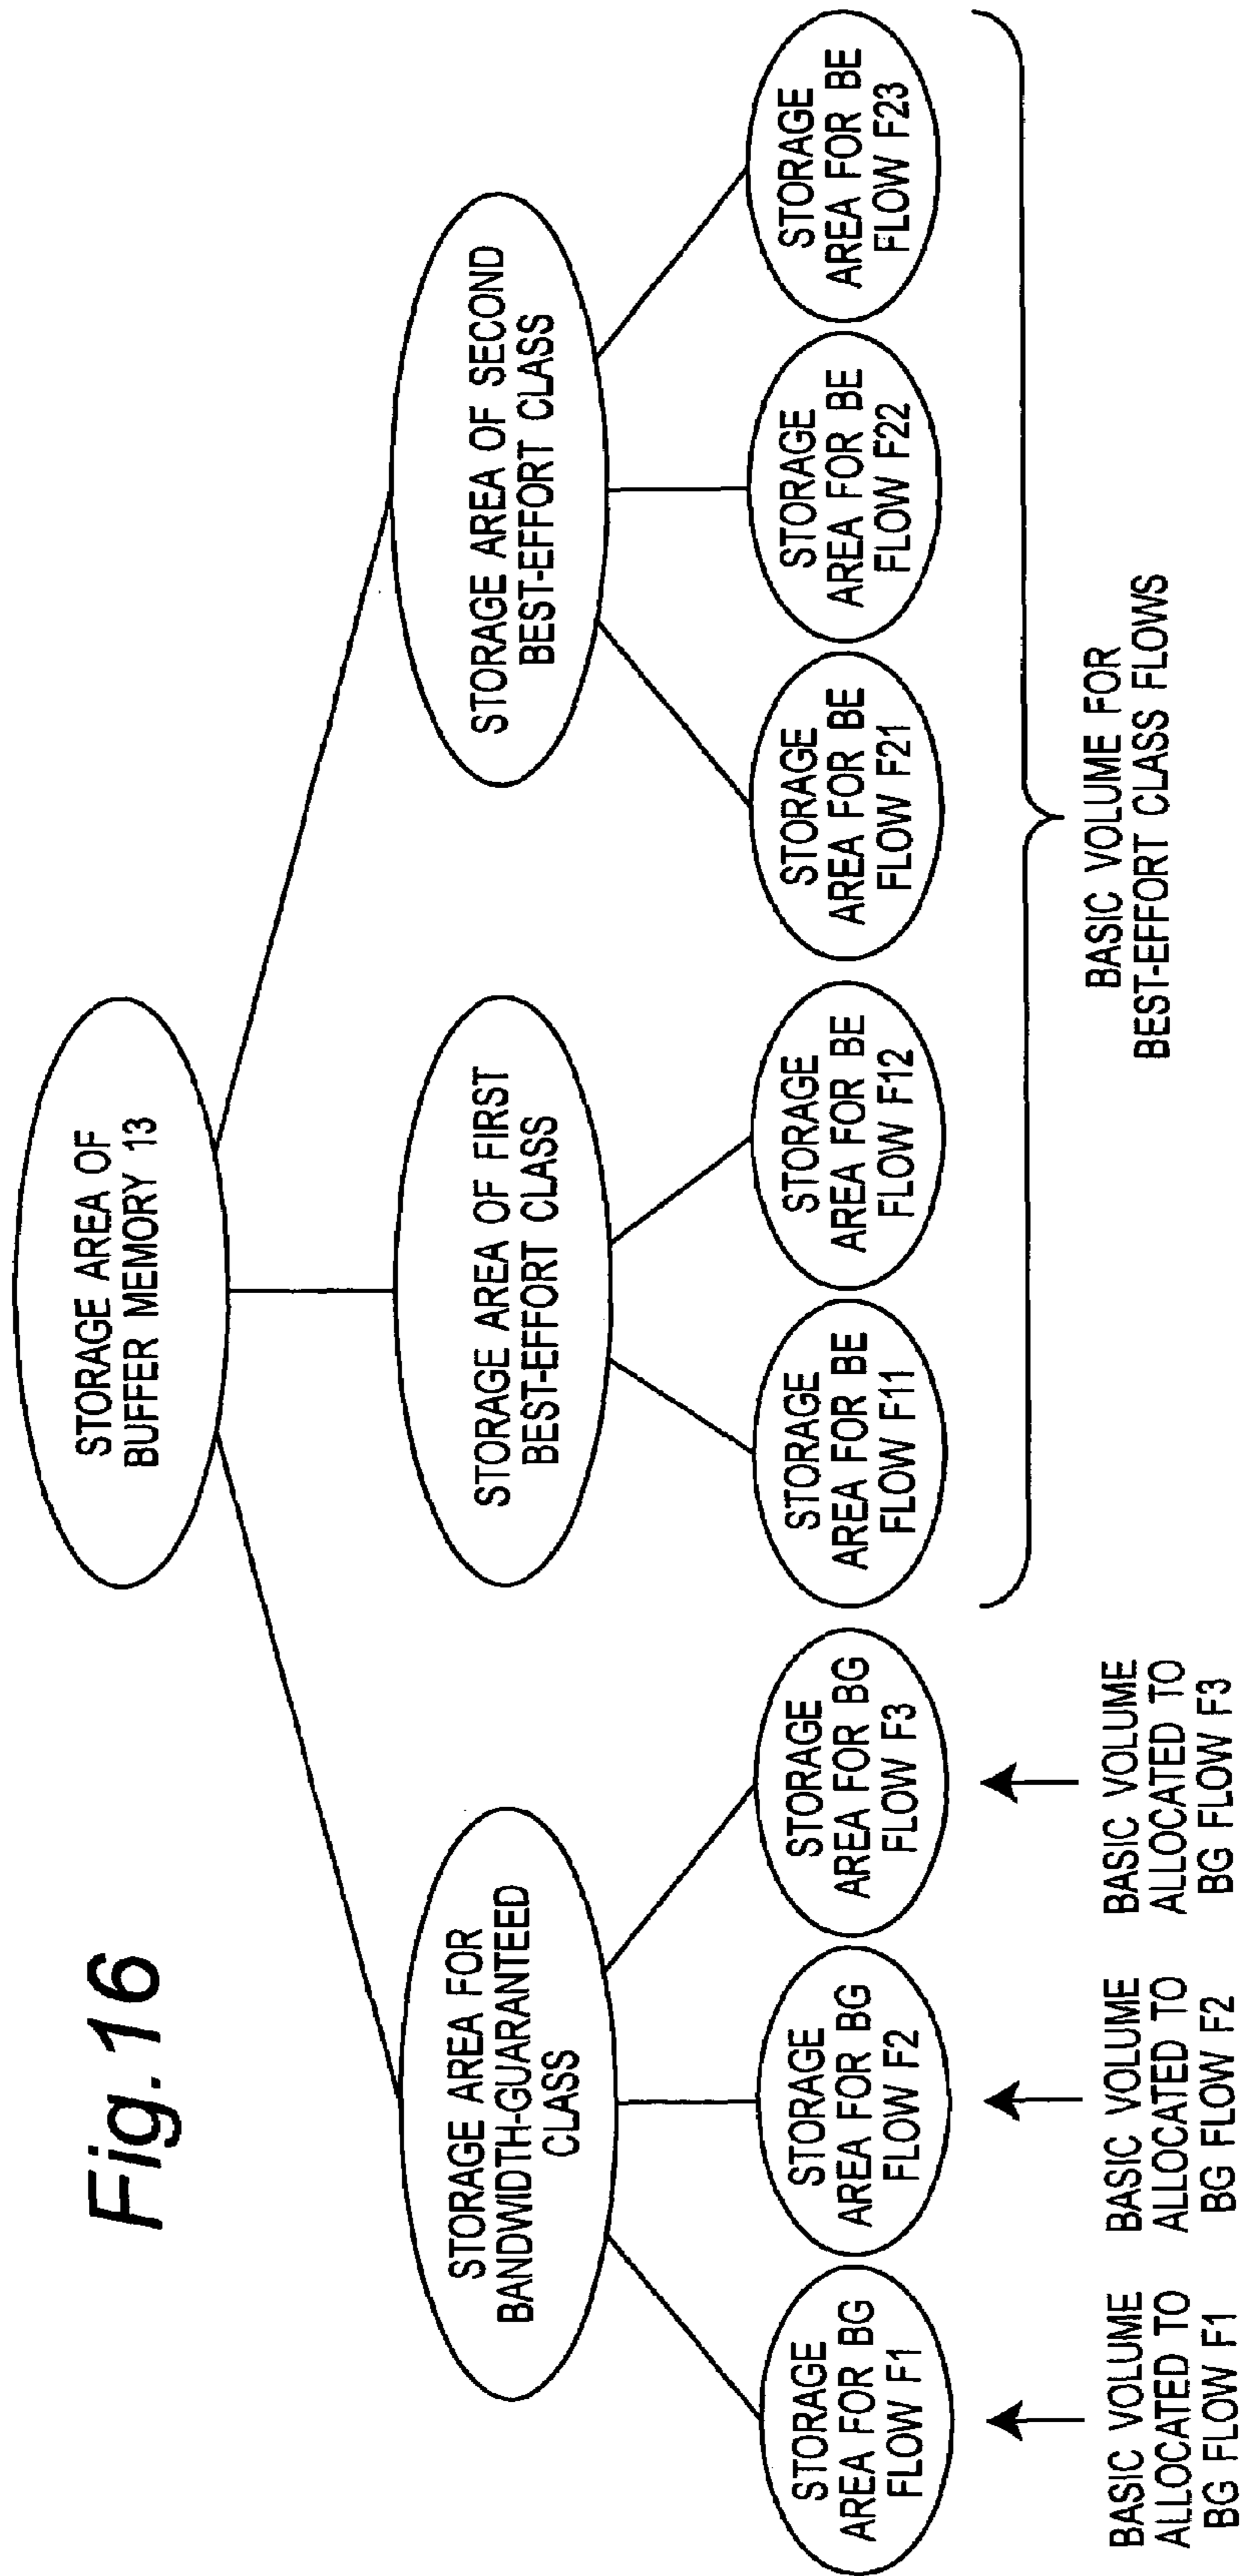 Fig.16
STORAGE AREA OF
BUFFER MEMORY 13
STORAGE AREA FOR
BANDWIDTH-GUARANTEED
CLASS
STORAGE AREA OF FIRST
BEST-EFFORT CLASS
STORAGE AREA OF SECOND
BEST-EFFORT CLASS
STORAGE
AREA FOR BG
FLOW F1
STORAGE
AREA FOR BG
FLOW F2
STORAGE
AREA FOR BG
FLOW F3
STORAGE
AREA FOR BE
FLOW F11
STORAGE
AREA FOR BE
FLOW F12
STORAGE
AREA FOR BE
FLOW F21
STORAGE
AREA FOR BE
FLOW F22
STORAGE
AREA FOR BE
FLOW F23
BASIC VOLUME
ALLOCATED TO
BG FLOW F1
BASIC VOLUME
ALLOCATED TO
BG FLOW F2
BASIC VOLUME
ALLOCATED TO
BG FLOW F3
BASIC VOLUME FOR
BEST-EFFORT CLASS FLOWS